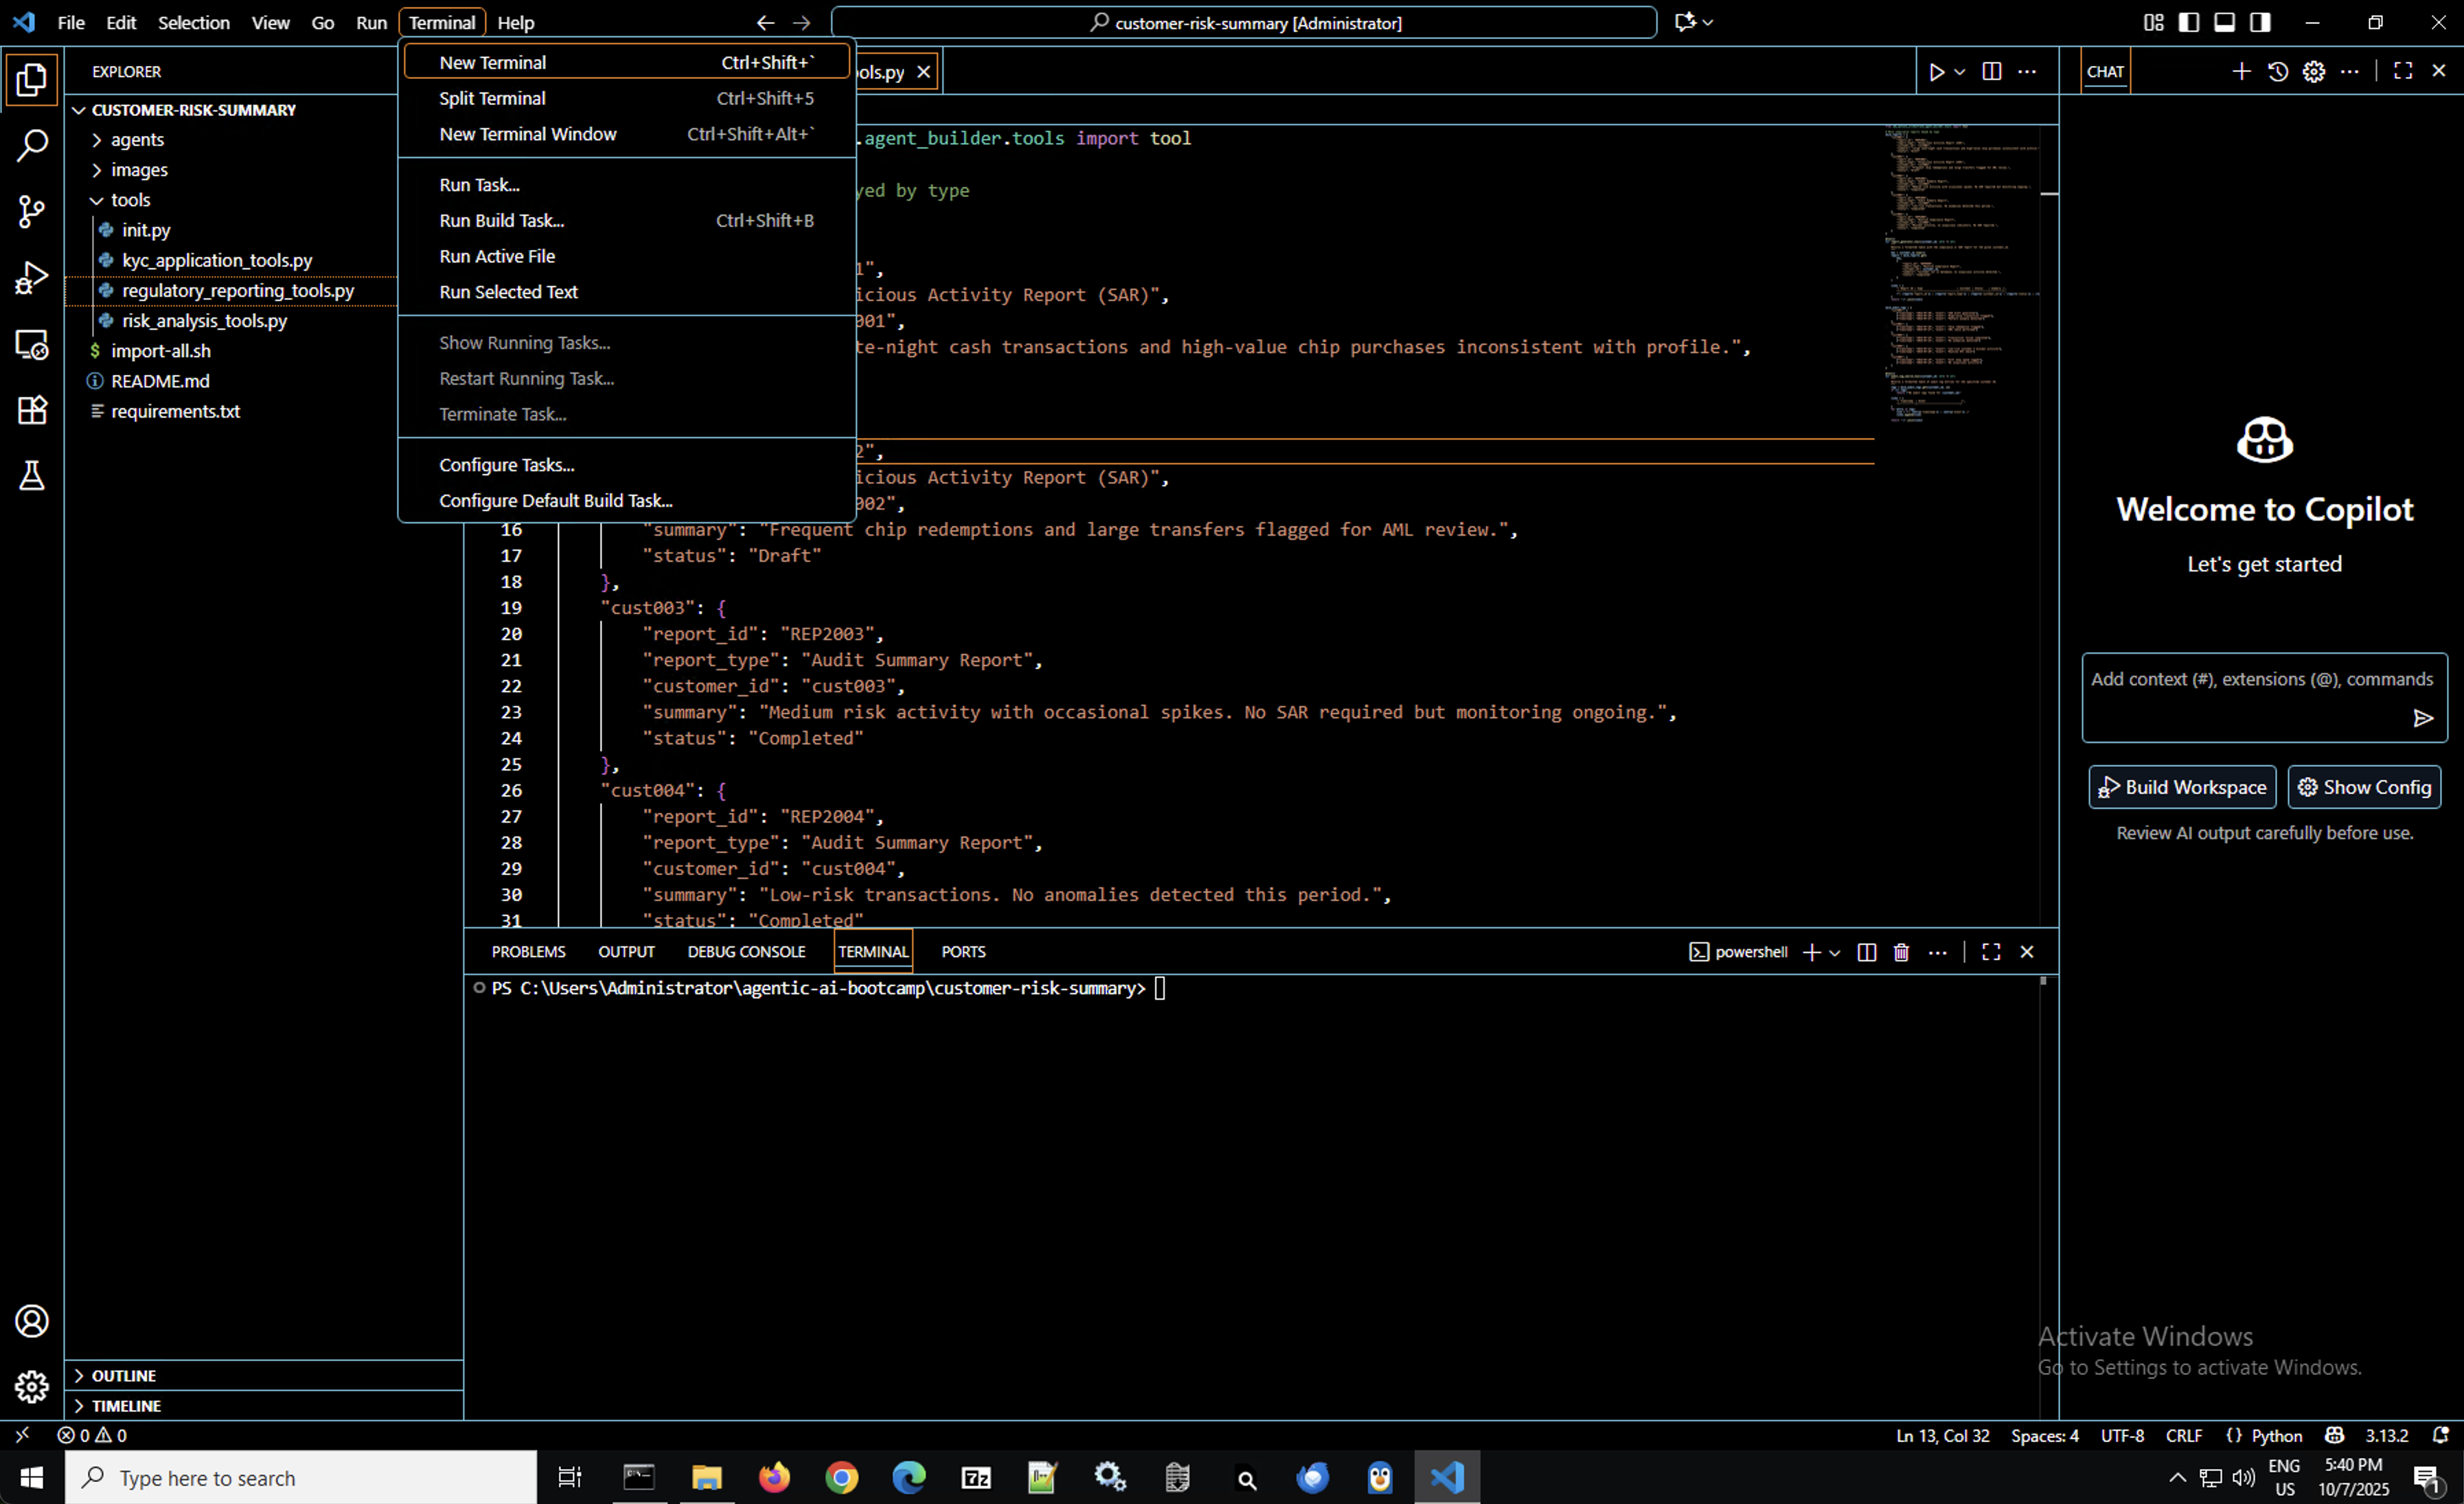 File Edit Selection View Go Run Terminal Help
customer-risk-summary [Administrator]
EXPLORER
CUSTOMER-RISK-SUMMARY
agents
images
tools
init.py
kyc_application_tools.py
regulatory_reporting_tools.py
risk_analysis_tools.py
import-all.sh
README.md
requirements.txt
OUTLINE
TIMELINE
New Terminal Ctrl+Shift+`
Split Terminal Ctrl+Shift+5
New Terminal Window Ctrl+Shift+Alt+`
Run Task...
Run Build Task... Ctrl+Shift+B
Run Active File
Run Selected Text
Show Running Tasks...
Restart Running Task...
Terminate Task...
Configure Tasks...
Configure Default Build Task...
ols.py
.agent_builder.tools import tool
yed by type
1",
icious Activity Report (SAR)",
001",
te-night cash transactions and high-value chip purchases inconsistent with profile.",
2",
icious Activity Report (SAR)",
002",
16 "summary": "Frequent chip redemptions and large transfers flagged for AML review.",
17 "status": "Draft"
18 },
19 "cust003": {
20 "report_id": "REP2003",
21 "report_type": "Audit Summary Report",
22 "customer_id": "cust003",
23 "summary": "Medium risk activity with occasional spikes. No SAR required but monitoring ongoing.",
24 "status": "Completed"
25 },
26 "cust004": {
27 "report_id": "REP2004",
28 "report_type": "Audit Summary Report",
29 "customer_id": "cust004",
30 "summary": "Low-risk transactions. No anomalies detected this period.",
31 "status": "Completed"
PROBLEMS OUTPUT DEBUG CONSOLE TERMINAL PORTS
powershell
PS C:\Users\Administrator\agentic-ai-bootcamp\customer-risk-summary>
CHAT
Welcome to Copilot
Let's get started
Add context (#), extensions (@), commands
Build Workspace Show Config
Review AI output carefully before use.
Activate Windows
Go to Settings to activate Windows.
0 0
Ln 13, Col 32 Spaces: 4 UTF-8 CRLF {} Python 3.13.2
Type here to search
7z
ENG
US
5:40 PM
10/7/2025
1